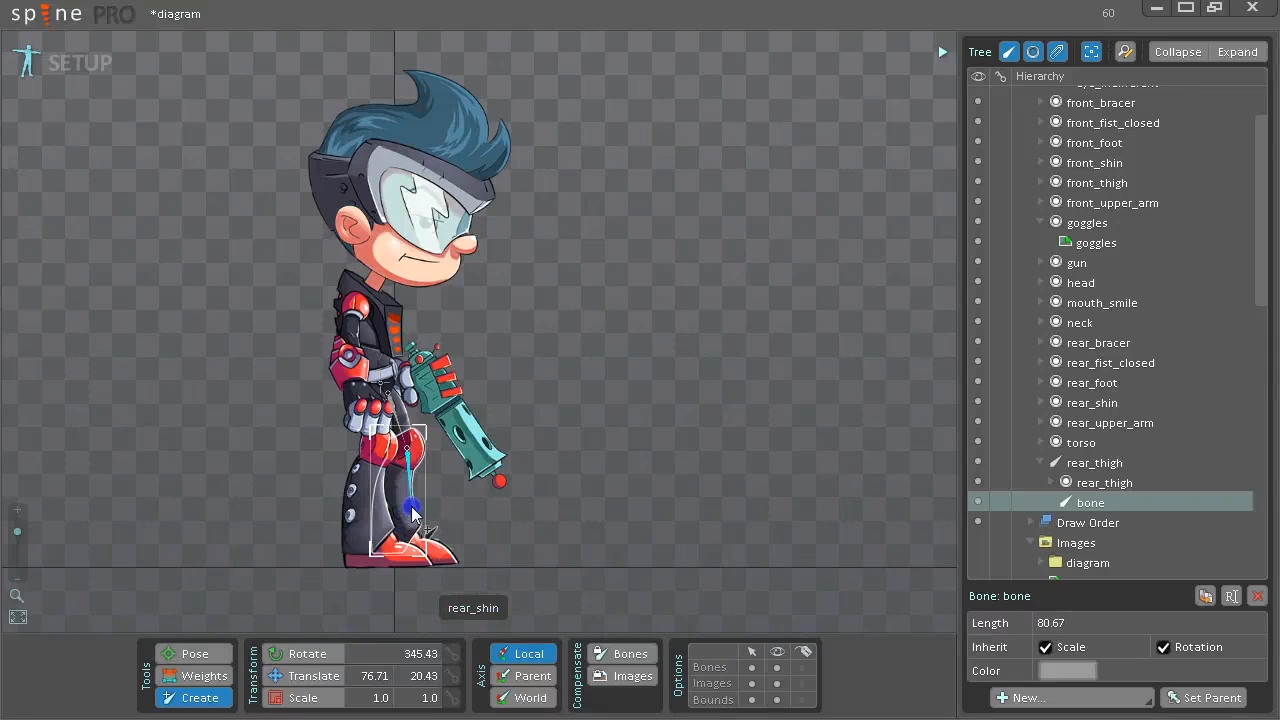 spine PRO *diagram 60
SETUP
Tree Collapse Expand
Hierarchy
front_bracer
front_fist_closed
front_foot
front_shin
front_thigh
front_upper_arm
goggles
goggles
gun
head
mouth_smile
neck
rear_bracer
rear_fist_closed
rear_foot
rear_shin
rear_upper_arm
torso
rear_thigh
rear_thigh
bone
Draw Order
Images
diagram
Bone: bone
Length 80.67
Inherit Scale Rotation
Color
New... Set Parent
rear_shin
Tools
Pose
Weights
Create
Transform
Rotate 345.43
Translate 76.71 20.43
Scale 1.0 1.0
Axis
Local
Parent
World
Compensate
Bones
Images
Options
Bones
Images
Bounds